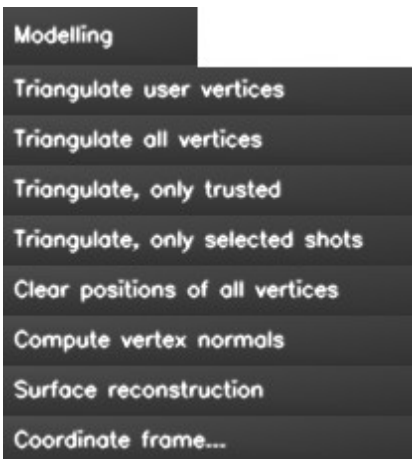 Modelling
Triangulate user vertices
Triangulate all vertices
Triangulate, only trusted
Triangulate, only selected shots
Clear positions of all vertices
Compute vertex normals
Surface reconstruction
Coordinate frame...